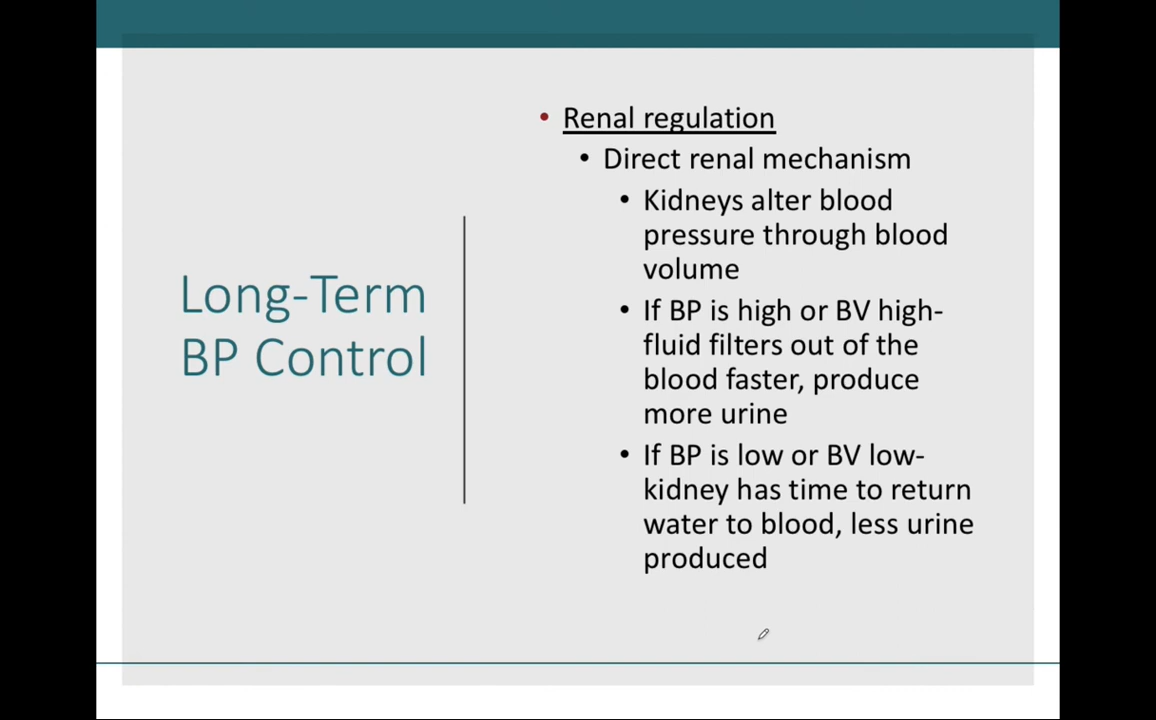 Long-Term
BP Control
• Renal regulation
• Direct renal mechanism
• Kidneys alter blood
pressure through blood
volume
• If BP is high or BV high-
fluid filters out of the
blood faster, produce
more urine
• If BP is low or BV low-
kidney has time to return
water to blood, less urine
produced